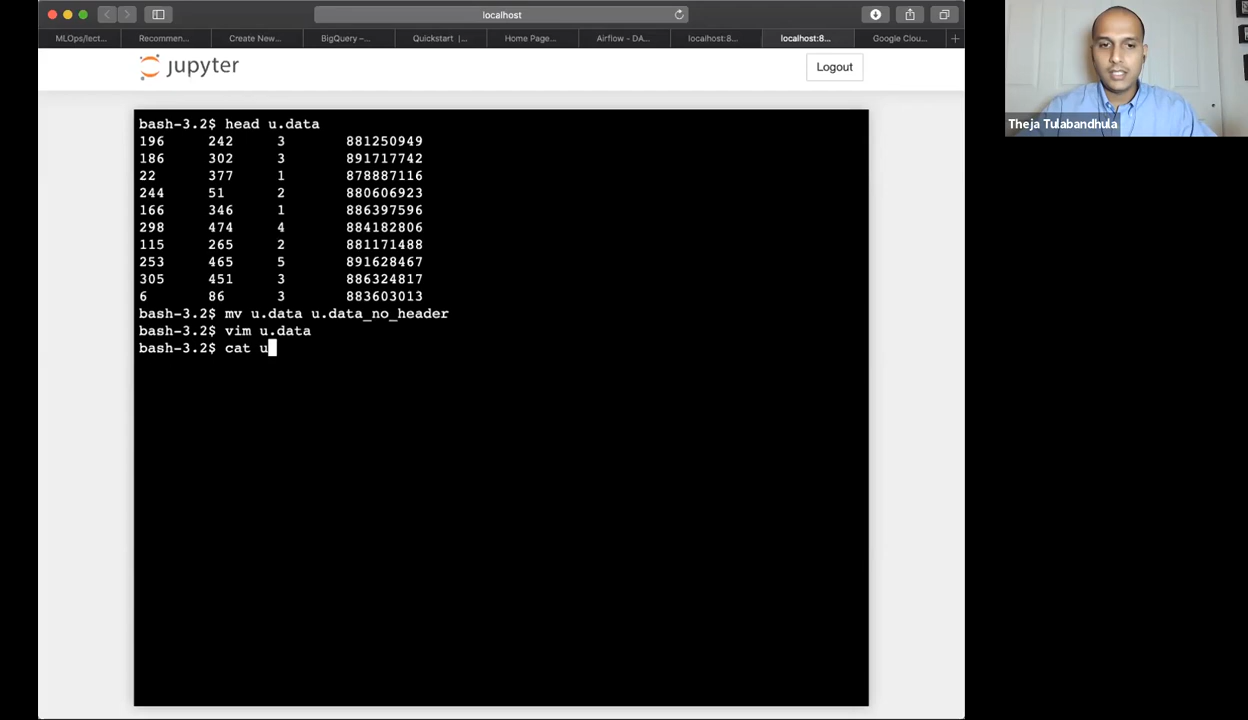 localhost
MLOps/lect...
Recommen...
Create New...
BigQuery –...
Quickstart |...
Home Page...
Airflow - DA...
localhost:8...
localhost:8...
Google Clou...
jupyter
Logout
bash-3.2$ head u.data
196 242 3 881250949
186 302 3 891717742
22 377 1 878887116
244 51 2 880606923
166 346 1 886397596
298 474 4 884182806
115 265 2 881171488
253 465 5 891628467
305 451 3 886324817
6 86 3 883603013
bash-3.2$ mv u.data u.data_no_header
bash-3.2$ vim u.data
bash-3.2$ cat u
Theja Tulabandhula